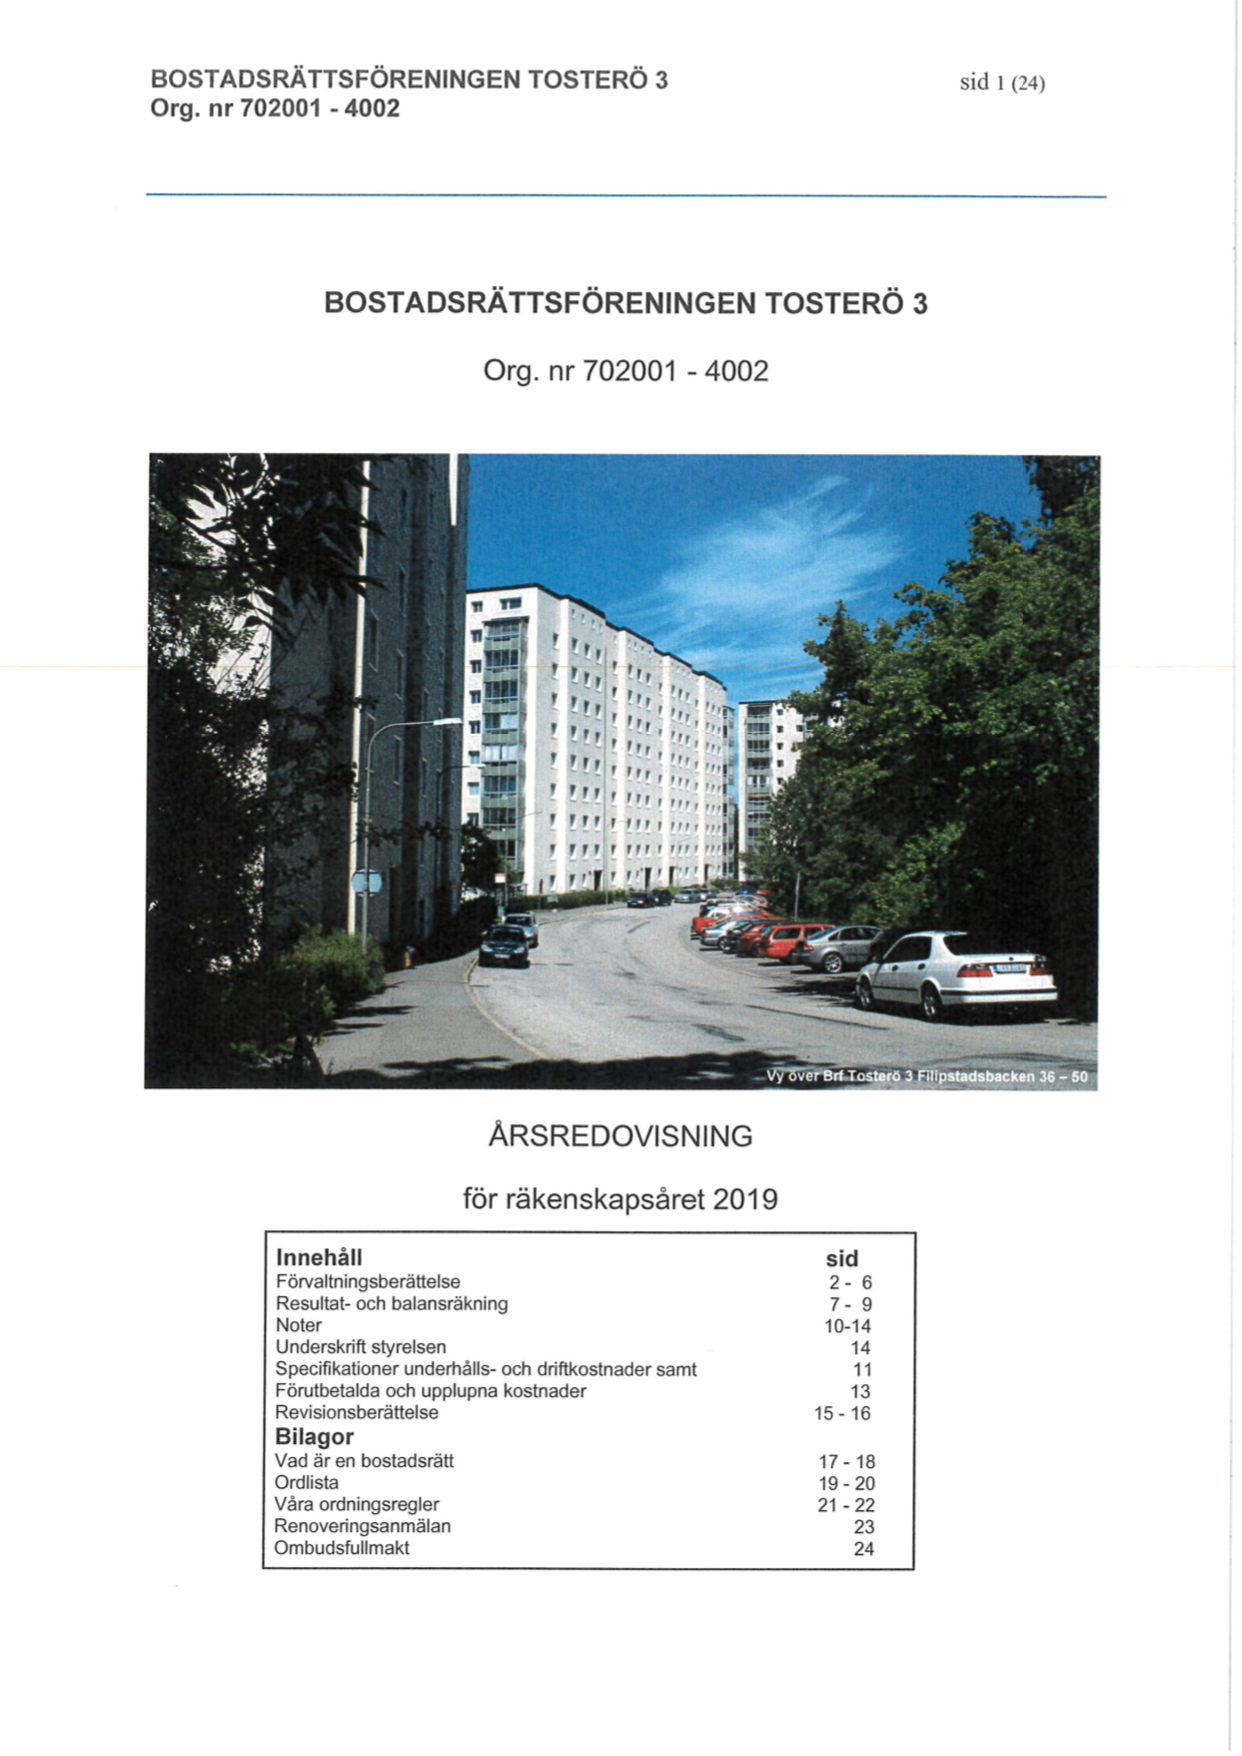 BOSTADSRÄTTSFÖRENINGEN TOSTERÖ 3 sid 1 (24)
Org. nr 702001 - 4002
BOSTADSRÄTTSFÖRENINGEN TOSTERÖ 3
Org. nr 702001 - 4002
Vy över Brf Tosterö 3 Filipstadsbacken 36 – 50
ÅRSREDOVISNING
för räkenskapsåret 2019
Innehåll sid
Förvaltningsberättelse 2 - 6
Resultat- och balansräkning 7 - 9
Noter 10-14
Underskrift styrelsen 14
Specifikationer underhålls- och driftkostnader samt 11
Förutbetalda och upplupna kostnader 13
Revisionsberättelse 15 - 16
Bilagor
Vad är en bostadsrätt 17 - 18
Ordlista 19 - 20
Våra ordningsregler 21 - 22
Renoveringsanmälan 23
Ombudsfullmakt 24